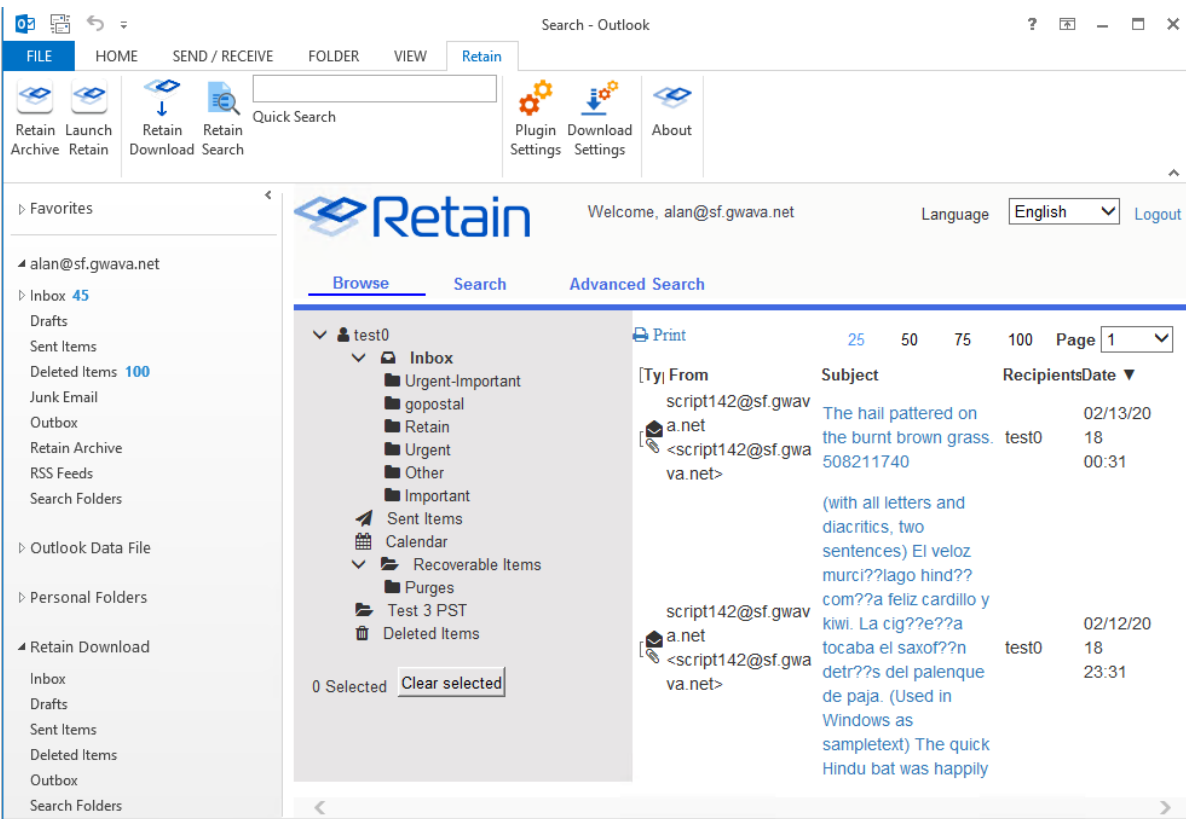 Search - Outlook
?
FILE HOME SEND / RECEIVE FOLDER VIEW Retain
Retain Archive
Launch Retain
Retain Download
Retain Search
Quick Search
Plugin Settings
Download Settings
About
Favorites
alan@sf.gwava.net
Inbox 45
Drafts
Sent Items
Deleted Items 100
Junk Email
Outbox
Retain Archive
RSS Feeds
Search Folders
Outlook Data File
Personal Folders
Retain Download
Inbox
Drafts
Sent Items
Deleted Items
Outbox
Search Folders
Retain
Welcome, alan@sf.gwava.net
Language English Logout
Browse Search Advanced Search
test0
Inbox
Urgent-Important
gopostal
Retain
Urgent
Other
Important
Sent Items
Calendar
Recoverable Items
Purges
Test 3 PST
Deleted Items
0 Selected Clear selected
Print 25 50 75 100 Page 1
[Ty| From Subject Recipients Date ▼
script142@sf.gwav
a.net
<script142@sf.gwa
va.net>
The hail pattered on
the burnt brown grass.
508211740
test0
02/13/20
18
00:31
script142@sf.gwav
a.net
<script142@sf.gwa
va.net>
(with all letters and
diacritics, two
sentences) El veloz
murci??lago hind??
com??a feliz cardillo y
kiwi. La cig??e??a
tocaba el saxof??n
detr??s del palenque
de paja. (Used in
Windows as
sampletext) The quick
Hindu bat was happily
test0
02/12/20
18
23:31